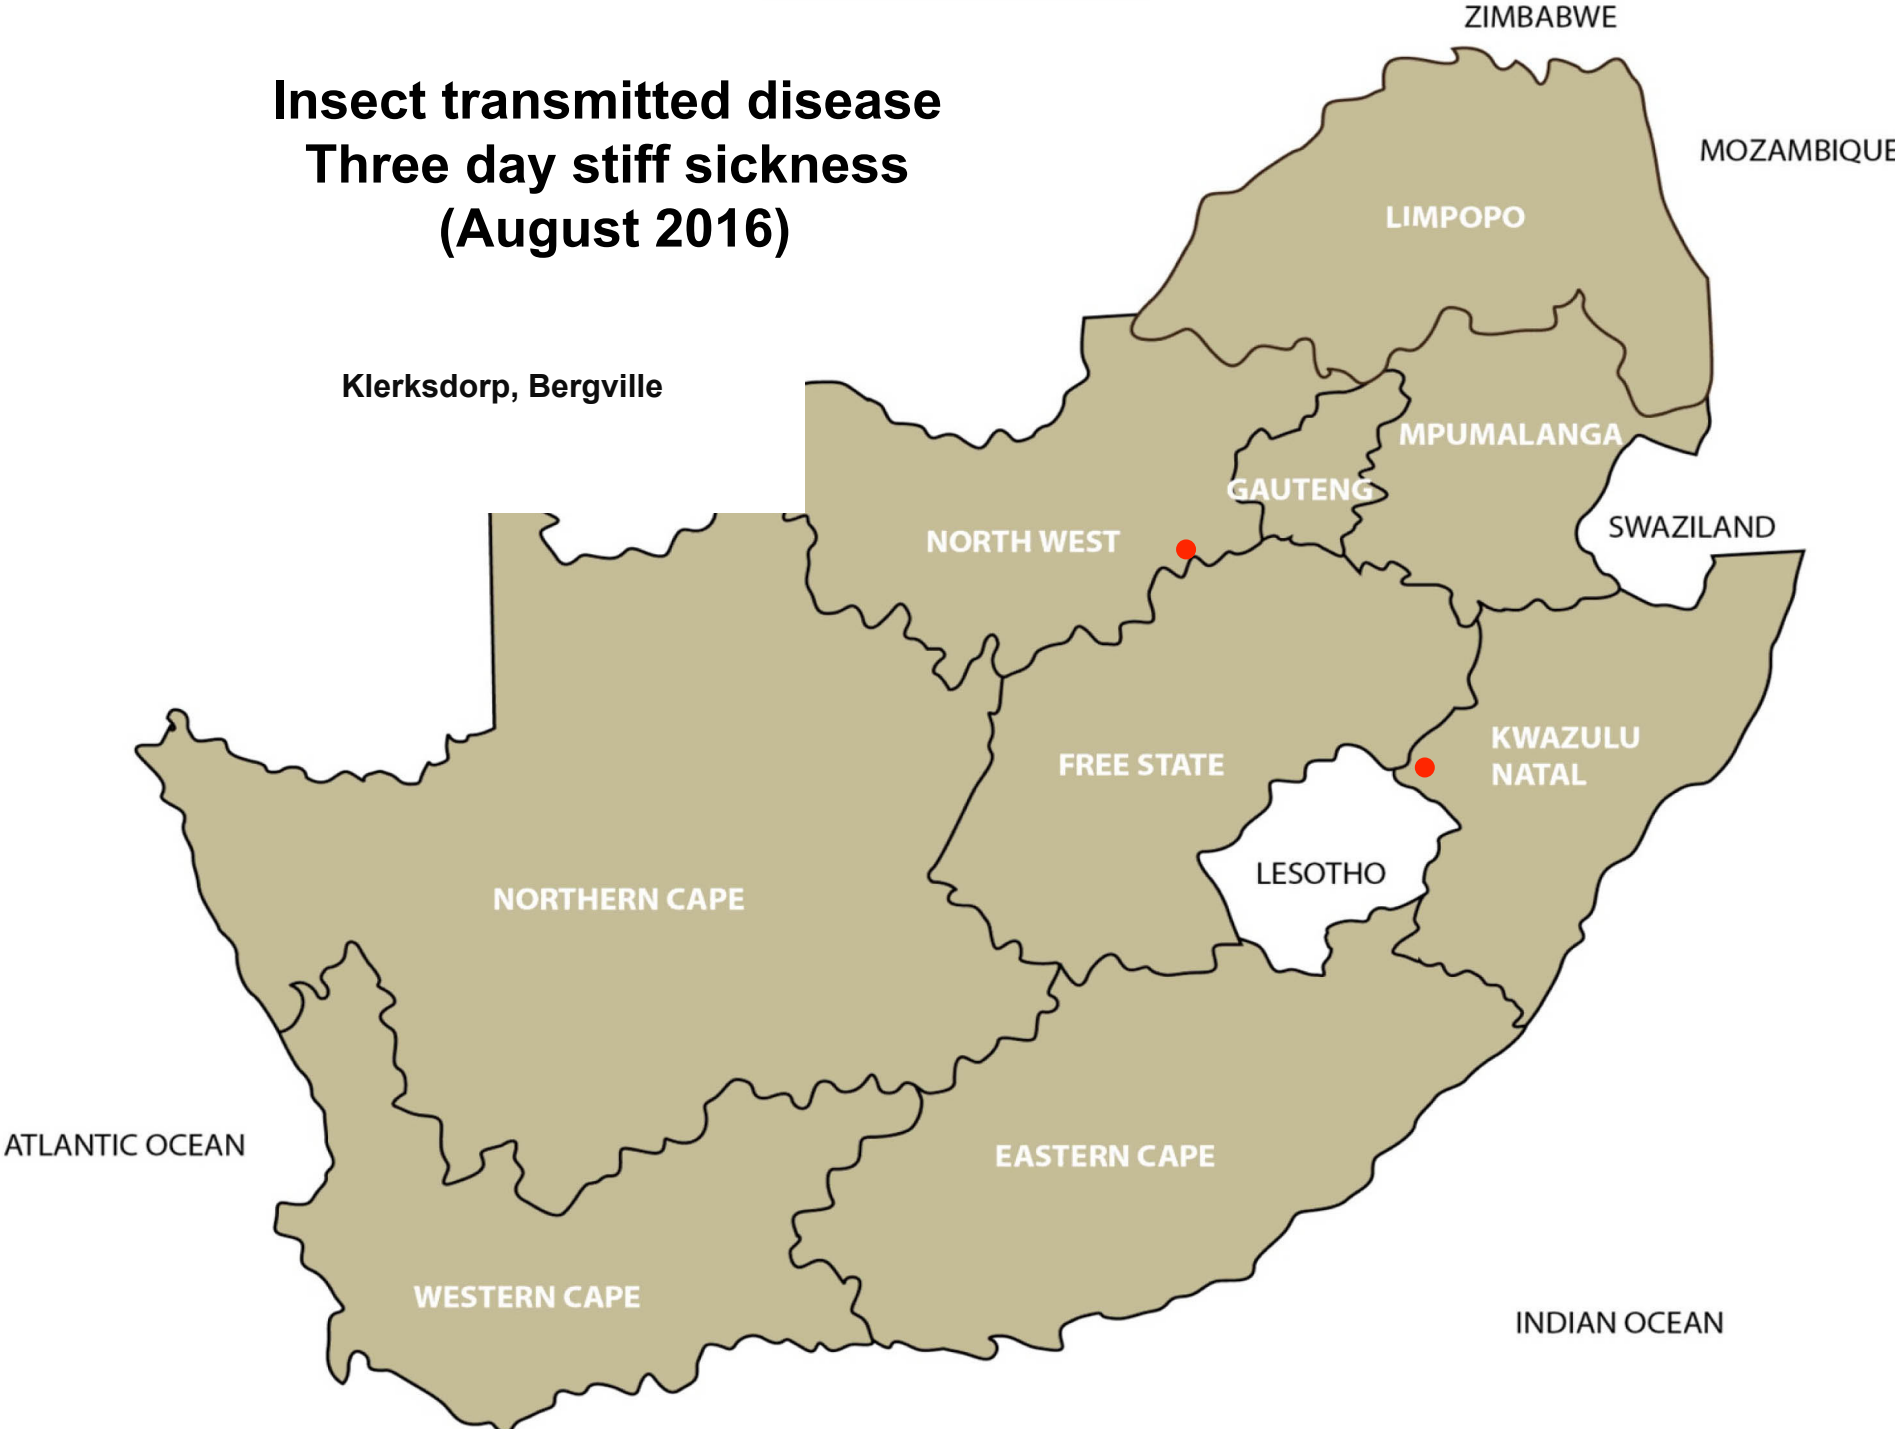 ZIMBABWE
Insect transmitted disease
Three day stiff sickness
(August 2016)
MOZAMBIQUE
LIMPOPO
Klerksdorp, Bergville
MPUMALANGA
GAUTENG
SWAZILAND
NORTH WEST
KWAZULU
NATAL
FREE STATE
LESOTHO
NORTHERN CAPE
ATLANTIC OCEAN
EASTERN CAPE
WESTERN CAPE
INDIAN OCEAN